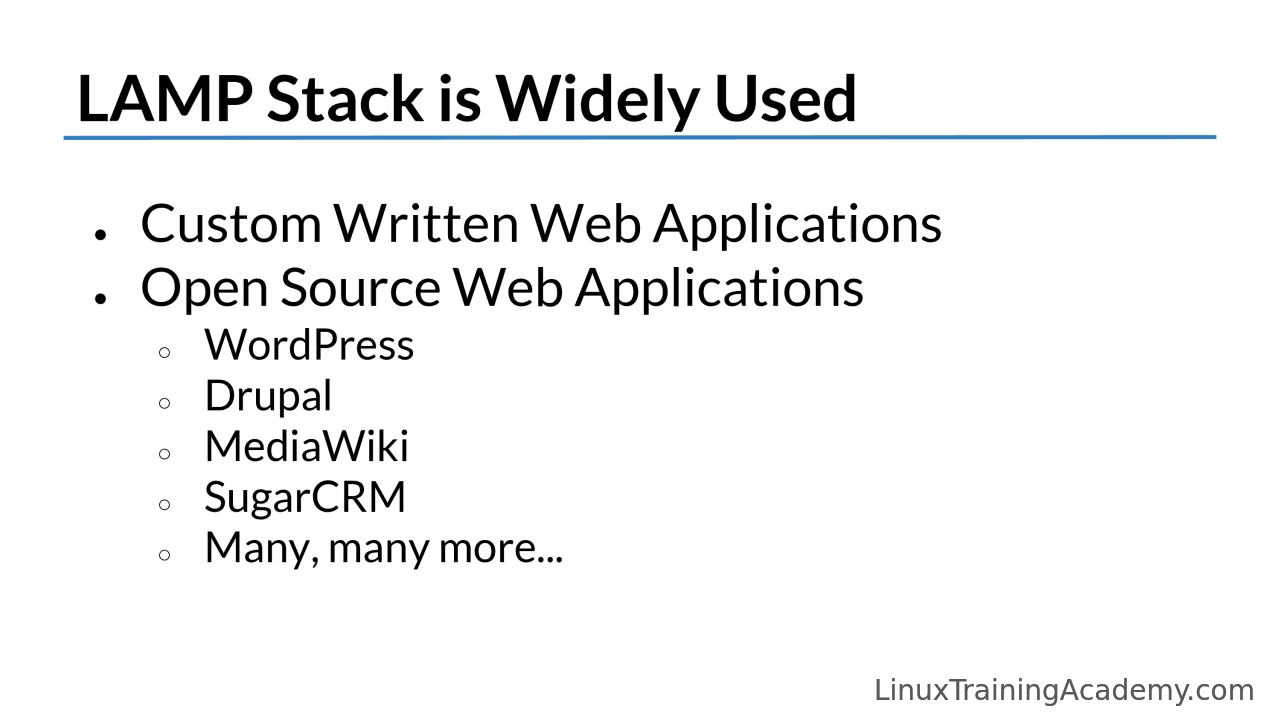 LAMP Stack is Widely Used
• Custom Written Web Applications
• Open Source Web Applications
○ WordPress
○ Drupal
○ MediaWiki
○ SugarCRM
○ Many, many more...
LinuxTrainingAcademy.com